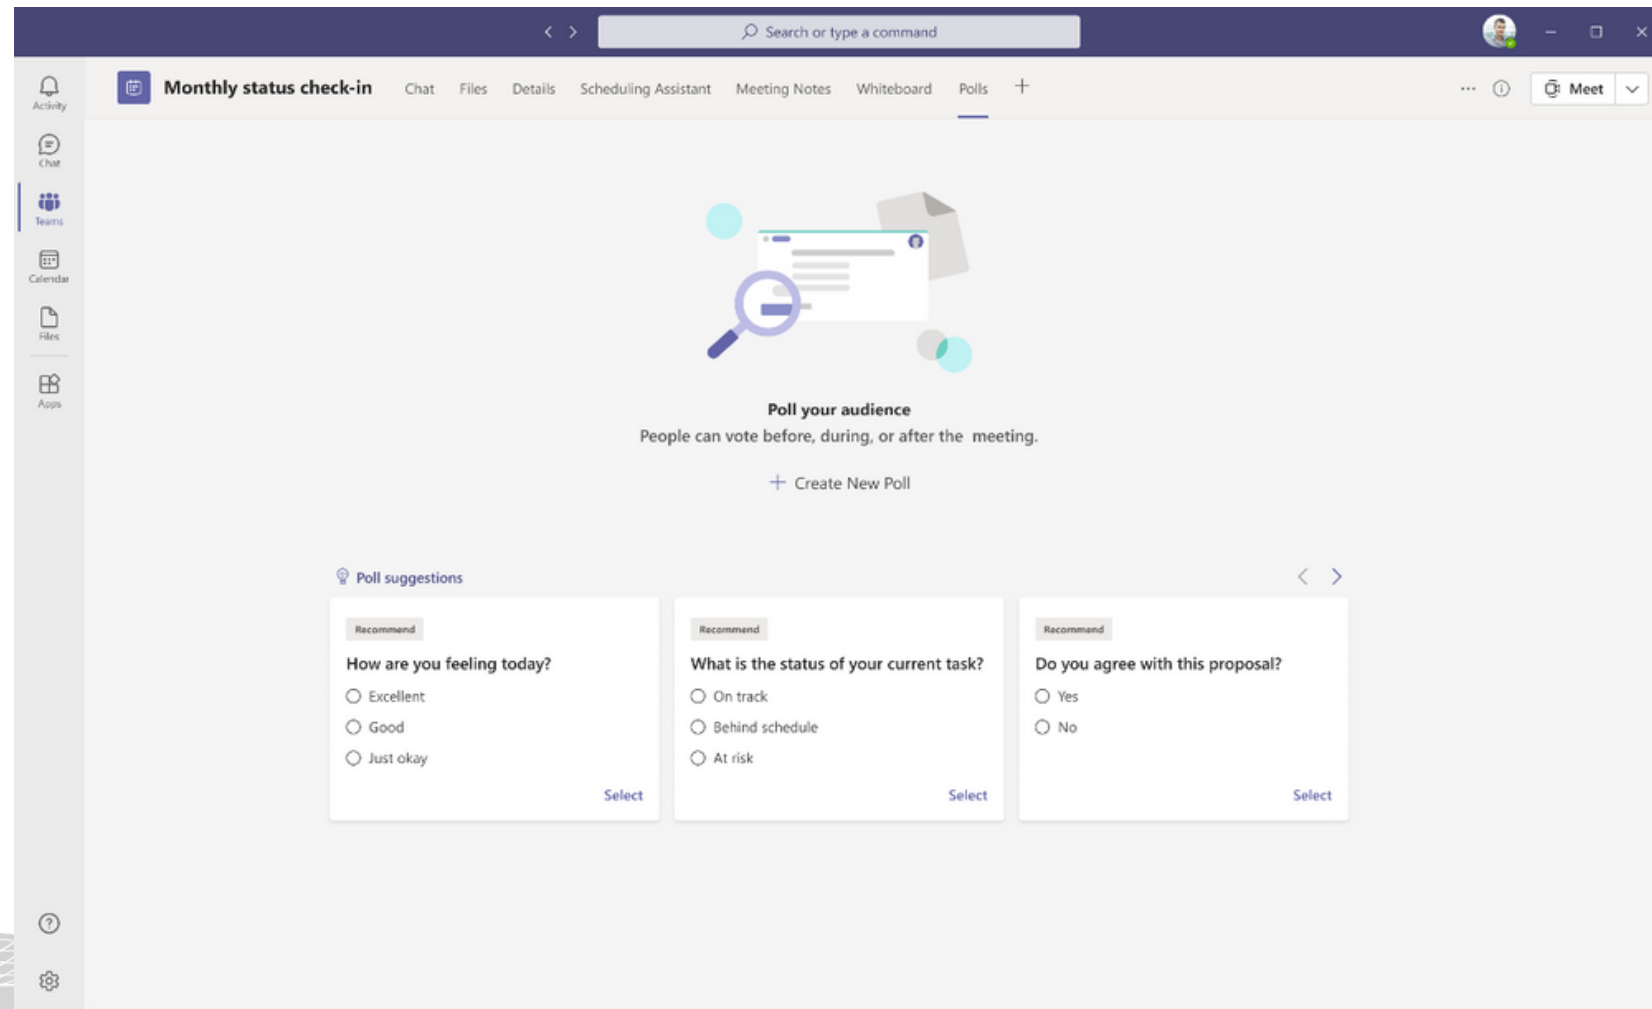 Search or type a command
Activity
Chat
Teams
Calendar
Files
Apps
Monthly status check-in
Chat
Files
Details
Scheduling Assistant
Meeting Notes
Whiteboard
Polls
Meet
Poll your audience
People can vote before, during, or after the meeting.
Create New Poll
Poll suggestions
Recommend
How are you feeling today?
Excellent
Good
Just okay
Select
Recommend
What is the status of your current task?
On track
Behind schedule
At risk
Select
Recommend
Do you agree with this proposal?
Yes
No
Select